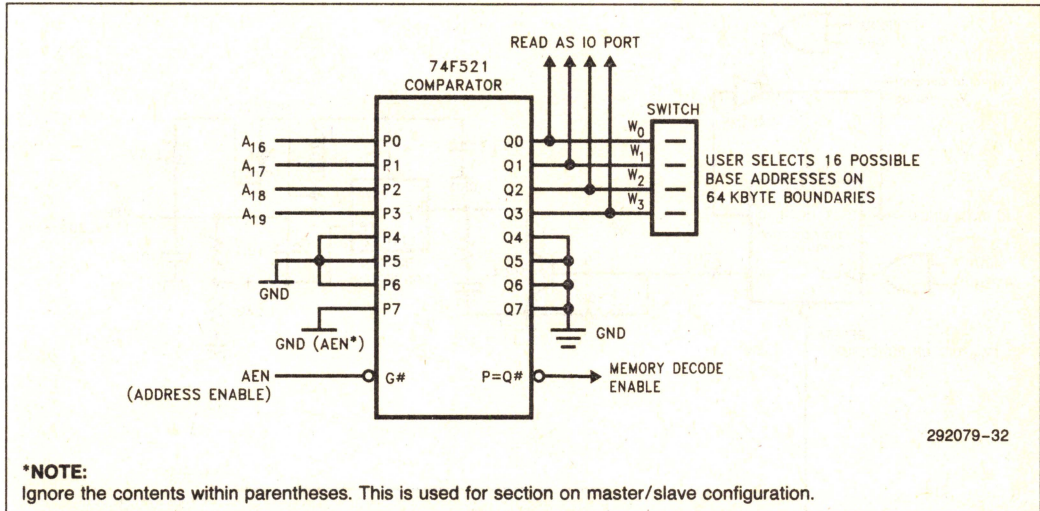 READ AS IO PORT
74F521
COMPARATOR
SWITCH
A16
A17
A18
A19
P0
P1
P2
P3
P4
P5
P6
P7
Q0
Q1
Q2
Q3
Q4
Q5
Q6
Q7
W0
W1
W2
W3
USER SELECTS 16 POSSIBLE
BASE ADDRESSES ON
64 KBYTE BOUNDARIES
GND
GND (AEN*)
GND
AEN
(ADDRESS ENABLE)
G#
P=Q#
MEMORY DECODE
ENABLE
292079-32
*NOTE:
Ignore the contents within parentheses. This is used for section on master/slave configuration.